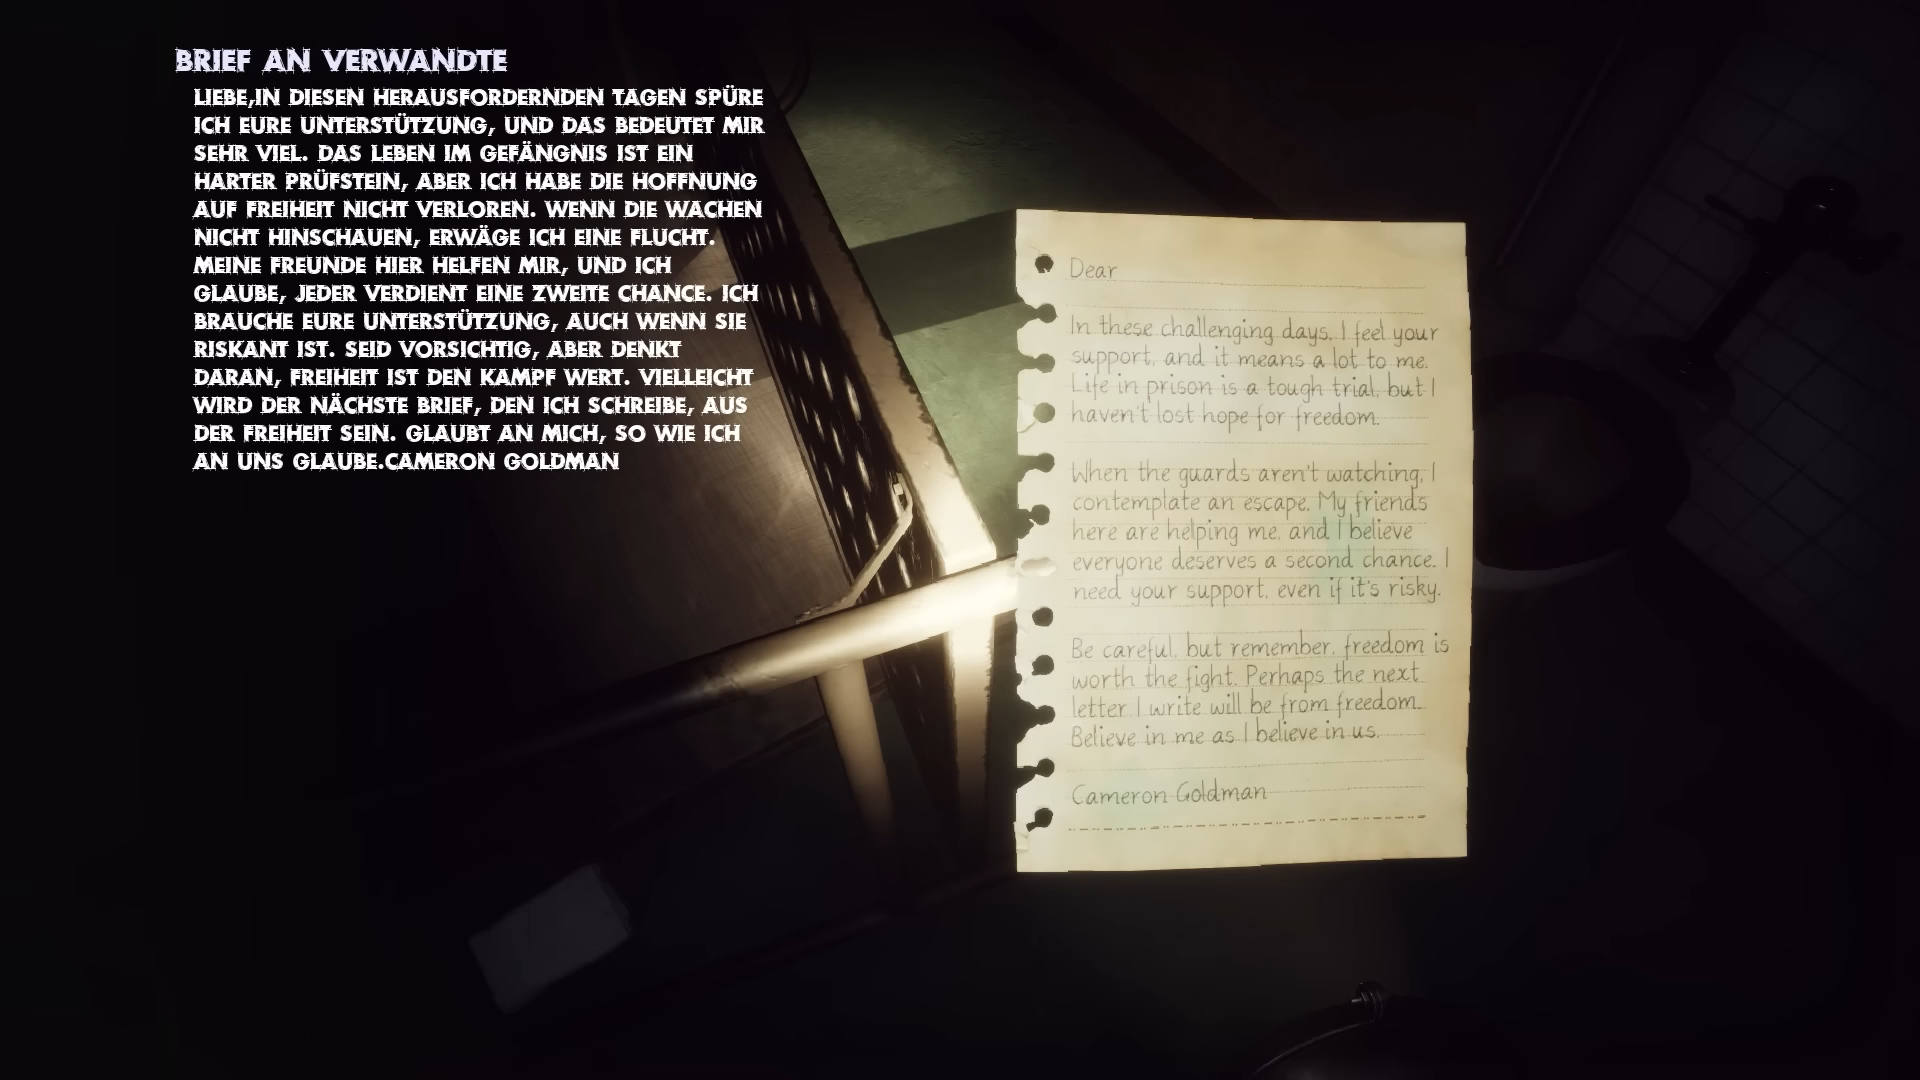 BRIEF AN VERWANDTE
LIEBE,IN DIESEN HERAUSFORDERNDEN TAGEN SPÜRE
ICH EURE UNTERSTÜTZUNG, UND DAS BEDEUTET MIR
SEHR VIEL. DAS LEBEN IM GEFÄNGNIS IST EIN
HARTER PRÜFSTEIN, ABER ICH HABE DIE HOFFNUNG
AUF FREIHEIT NICHT VERLOREN. WENN DIE WACHEN
NICHT HINSCHAUEN, ERWÄGE ICH EINE FLUCHT.
MEINE FREUNDE HIER HELFEN MIR, UND ICH
GLAUBE, JEDER VERDIENT EINE ZWEITE CHANCE. ICH
BRAUCHE EURE UNTERSTÜTZUNG, AUCH WENN SIE
RISKANT IST. SEID VORSICHTIG, ABER DENKT
DARAN, FREIHEIT IST DEN KAMPF WERT. VIELLEICHT
WIRD DER NÄCHSTE BRIEF, DEN ICH SCHREIBE, AUS
DER FREIHEIT SEIN. GLAUBT AN MICH, SO WIE ICH
AN UNS GLAUBE.CAMERON GOLDMAN
Dear
In these challenging days, I feel your
support, and it means a lot to me.
Life in prison is a tough trial, but I
haven't lost hope for freedom.
When the guards aren't watching, I
contemplate an escape. My friends
here are helping me, and I believe
everyone deserves a second chance. I
need your support, even if it's risky.
Be careful, but remember, freedom is
worth the fight. Perhaps the next
letter I write will be from freedom.
Believe in me as I believe in us.
Cameron Goldman